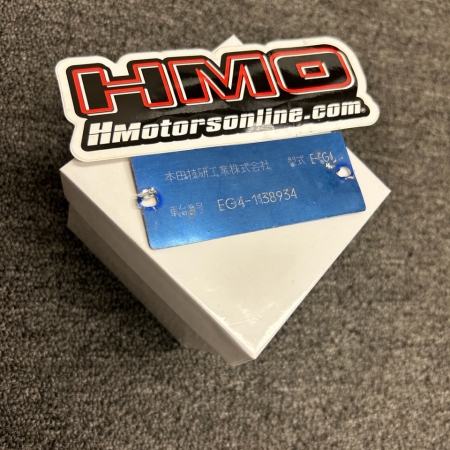 HMO
HMotorsonline.com
本田技研工業株式会社 型式 E-EG4
車台番号 EG4-1138934